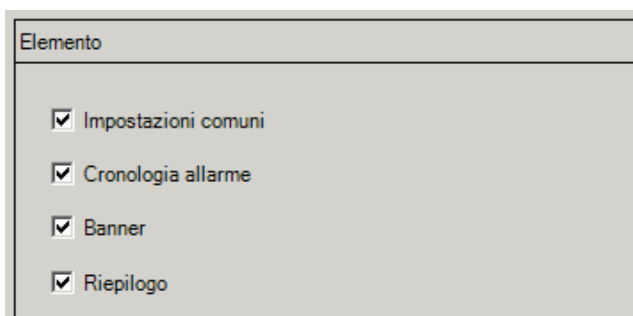 Elemento
Impostazioni comuni
Cronologia allarme
Banner
Riepilogo